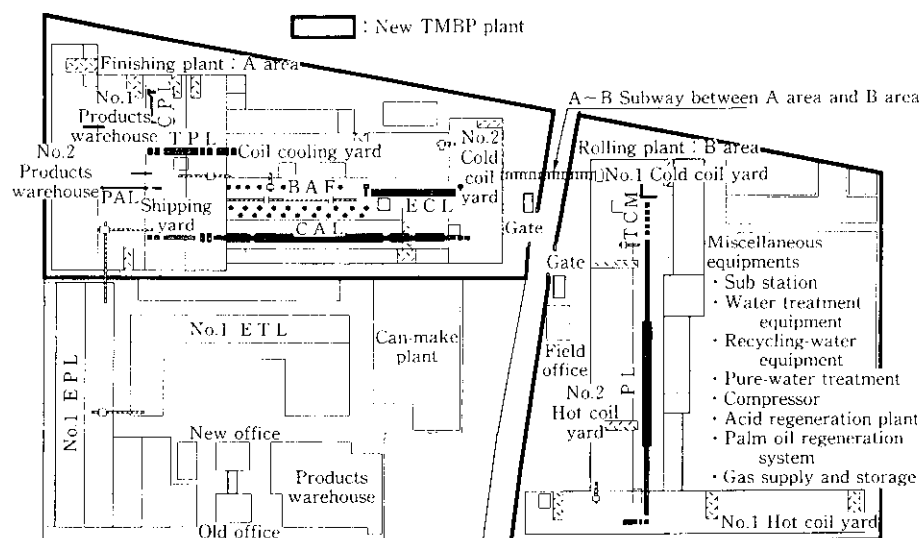 : New TMBP plant
Finishing plant : A area
A~B Subway between A area and B area
No.1
Products
warehouse
CPL
TPL
Coil cooling yard
No.2
Cold
coil
yard
Rolling plant : B area
No.1 Cold coil yard
No.2
Products
warehouse
PAL
Shipping
yard
BAF
ECL
CAL
Gate
TCM
Gate
Miscellaneous
equipments
· Sub station
· Water treatment
equipment
· Recycling-water
equipment
· Pure-water treatment
· Compressor
· Acid regeneration plant
· Palm oil regeneration
system
· Gas supply and storage
No.1 ETL
Can-make
plant
Field
office
PL
No.2
Hot coil
yard
No.1 EPL
New office
Products
warehouse
Old office
No.1 Hot coil yard